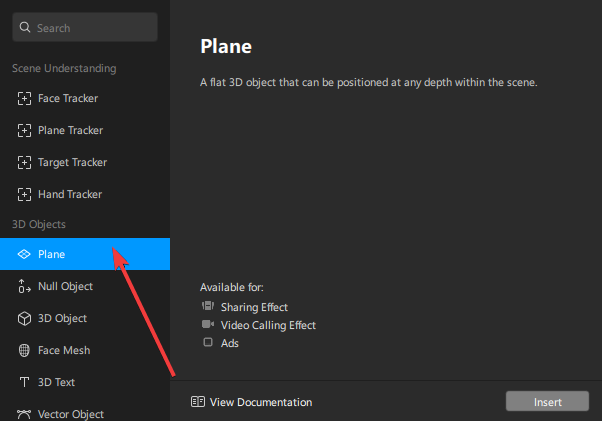 Search
Scene Understanding
Face Tracker
Plane Tracker
Target Tracker
Hand Tracker
3D Objects
Plane
Null Object
3D Object
Face Mesh
3D Text
Vector Object
Plane
A flat 3D object that can be positioned at any depth within the scene.
Available for:
Sharing Effect
Video Calling Effect
Ads
View Documentation
Insert